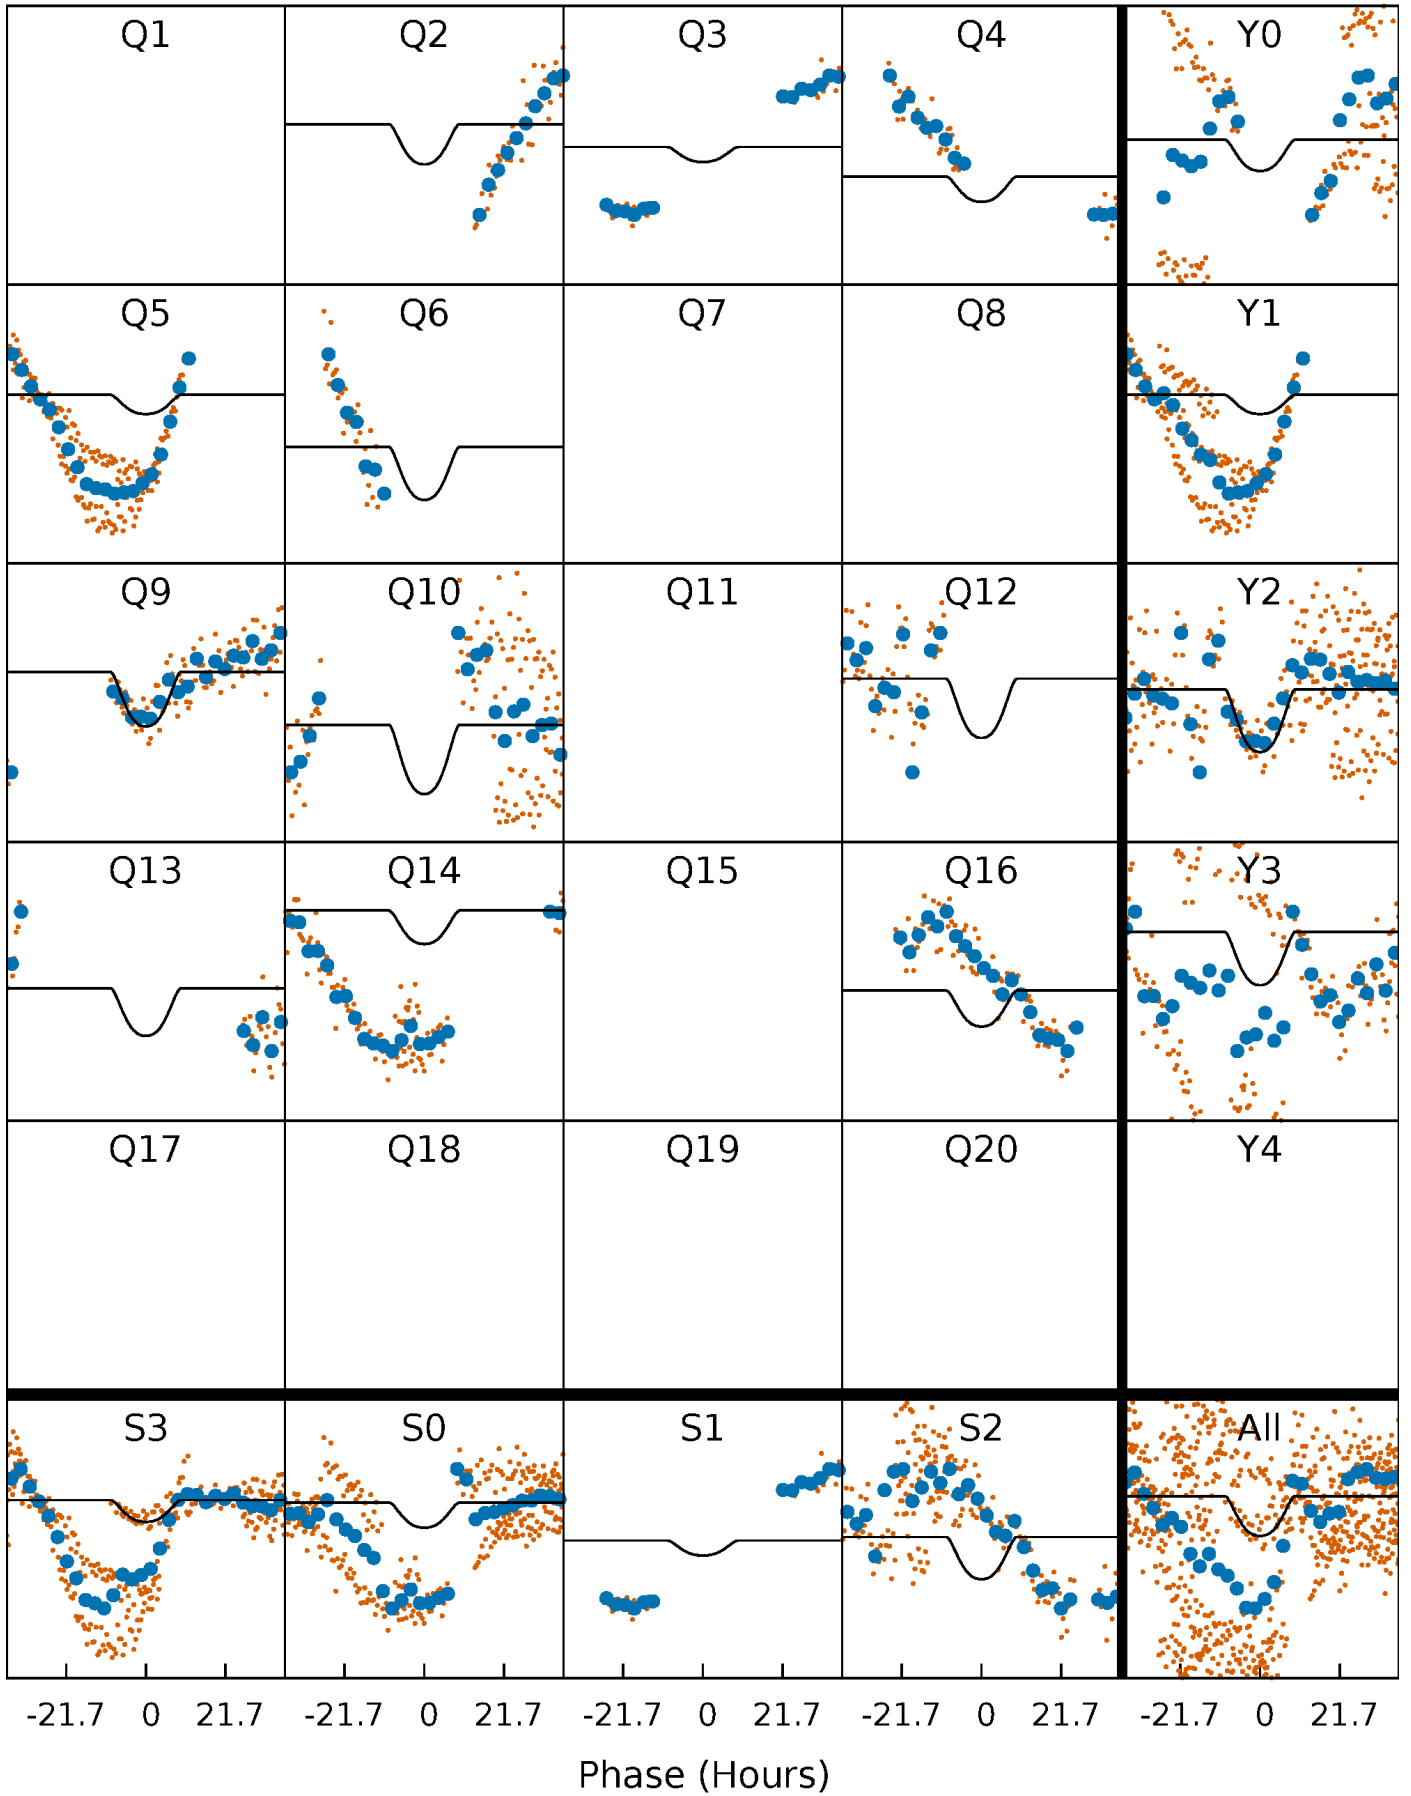 Q1 Q2 Q3 Q4 Y0
Q5 Q6 Q7 Q8 Y1
Q9 Q10 Q11 Q12 Y2
Q13 Q14 Q15 Q16 Y3
Q17 Q18 Q19 Q20 Y4
S3 S0 S1 S2 All
-21.7 0 21.7 -21.7 0 21.7 -21.7 0 21.7 -21.7 0 21.7 -21.7 0 21.7
Phase (Hours)